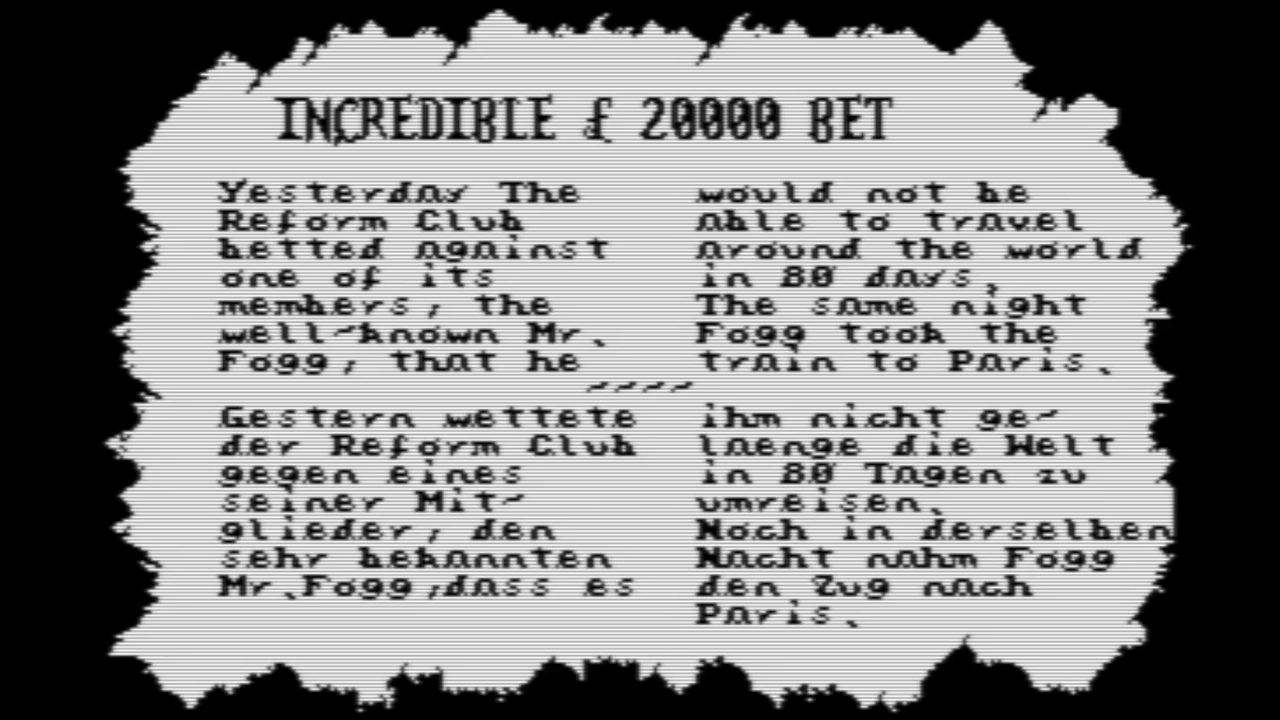 INCREDIBLE £ 20000 BET
Yesterday The
Reform Club
betted against
one of its
members, the
well-known Mr.
Fogg, that he
would not be
able to travel
around the world
in 80 days.
The same night
Fogg took the
train to Paris.
----
Gestern wettete
der Reform Club
gegen eines
seiner Mit-
glieder, den
sehr bekannten
Mr.Fogg,dass es
ihm nicht ge-
laenge die Welt
in 80 Tagen zu
umreisen.
Noch in derselben
Nacht nahm Fogg
den Zug nach
Paris.